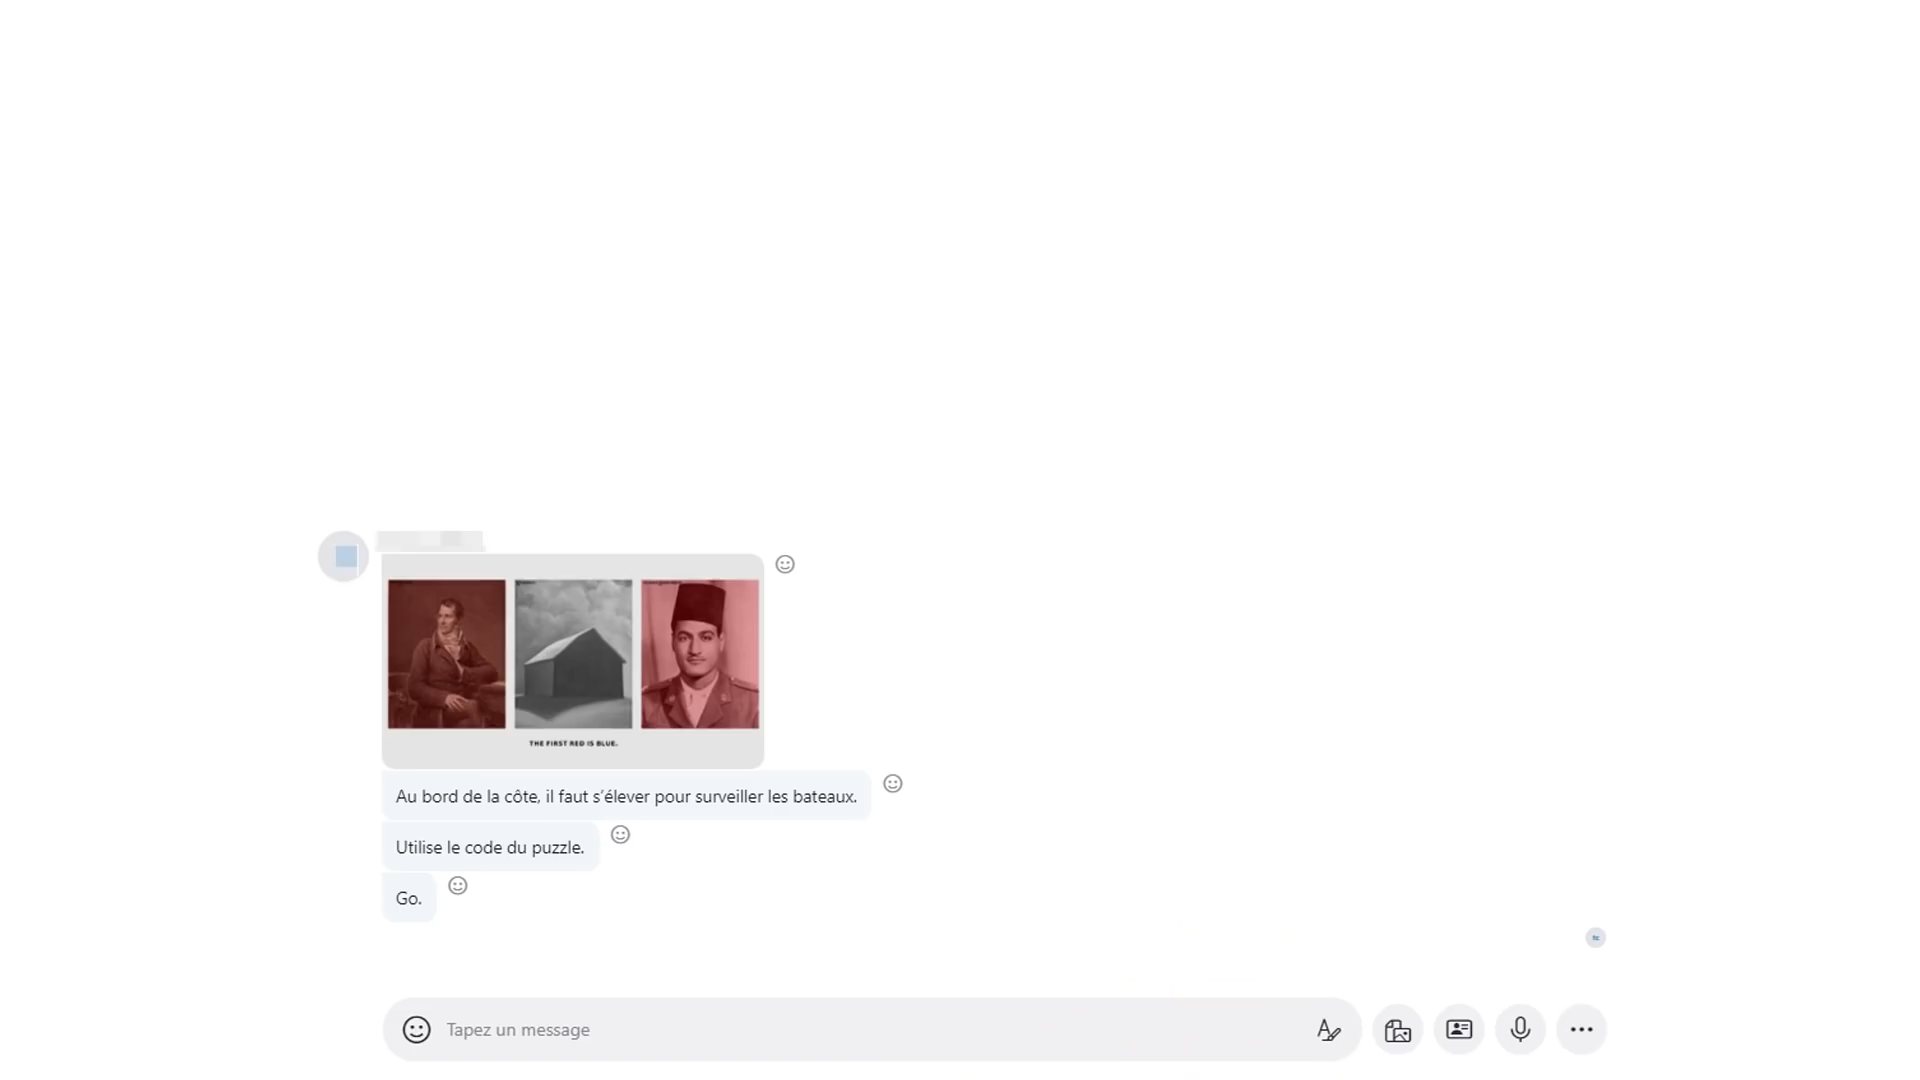 THE FIRST RED IS BLUE.
Au bord de la côte, il faut s'élever pour surveiller les bateaux.
Utilise le code du puzzle.
Go.
Tapez un message